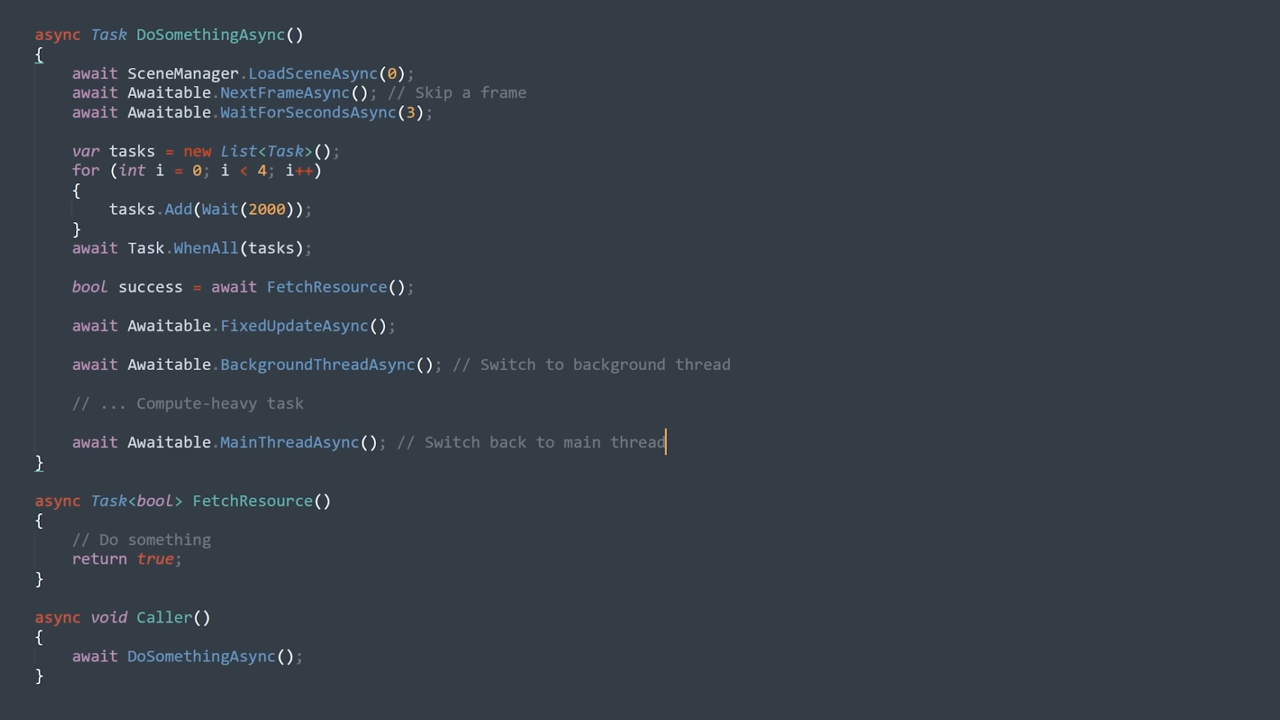 async Task DoSomethingAsync()
{
    await SceneManager.LoadSceneAsync(0);
    await Awaitable.NextFrameAsync(); // Skip a frame
    await Awaitable.WaitForSecondsAsync(3);

    var tasks = new List<Task>();
    for (int i = 0; i < 4; i++)
    {
        tasks.Add(Wait(2000));
    }
    await Task.WhenAll(tasks);

    bool success = await FetchResource();

    await Awaitable.FixedUpdateAsync();

    await Awaitable.BackgroundThreadAsync(); // Switch to background thread

    // ... Compute-heavy task

    await Awaitable.MainThreadAsync(); // Switch back to main thread
}

async Task<bool> FetchResource()
{
    // Do something
    return true;
}

async void Caller()
{
    await DoSomethingAsync();
}